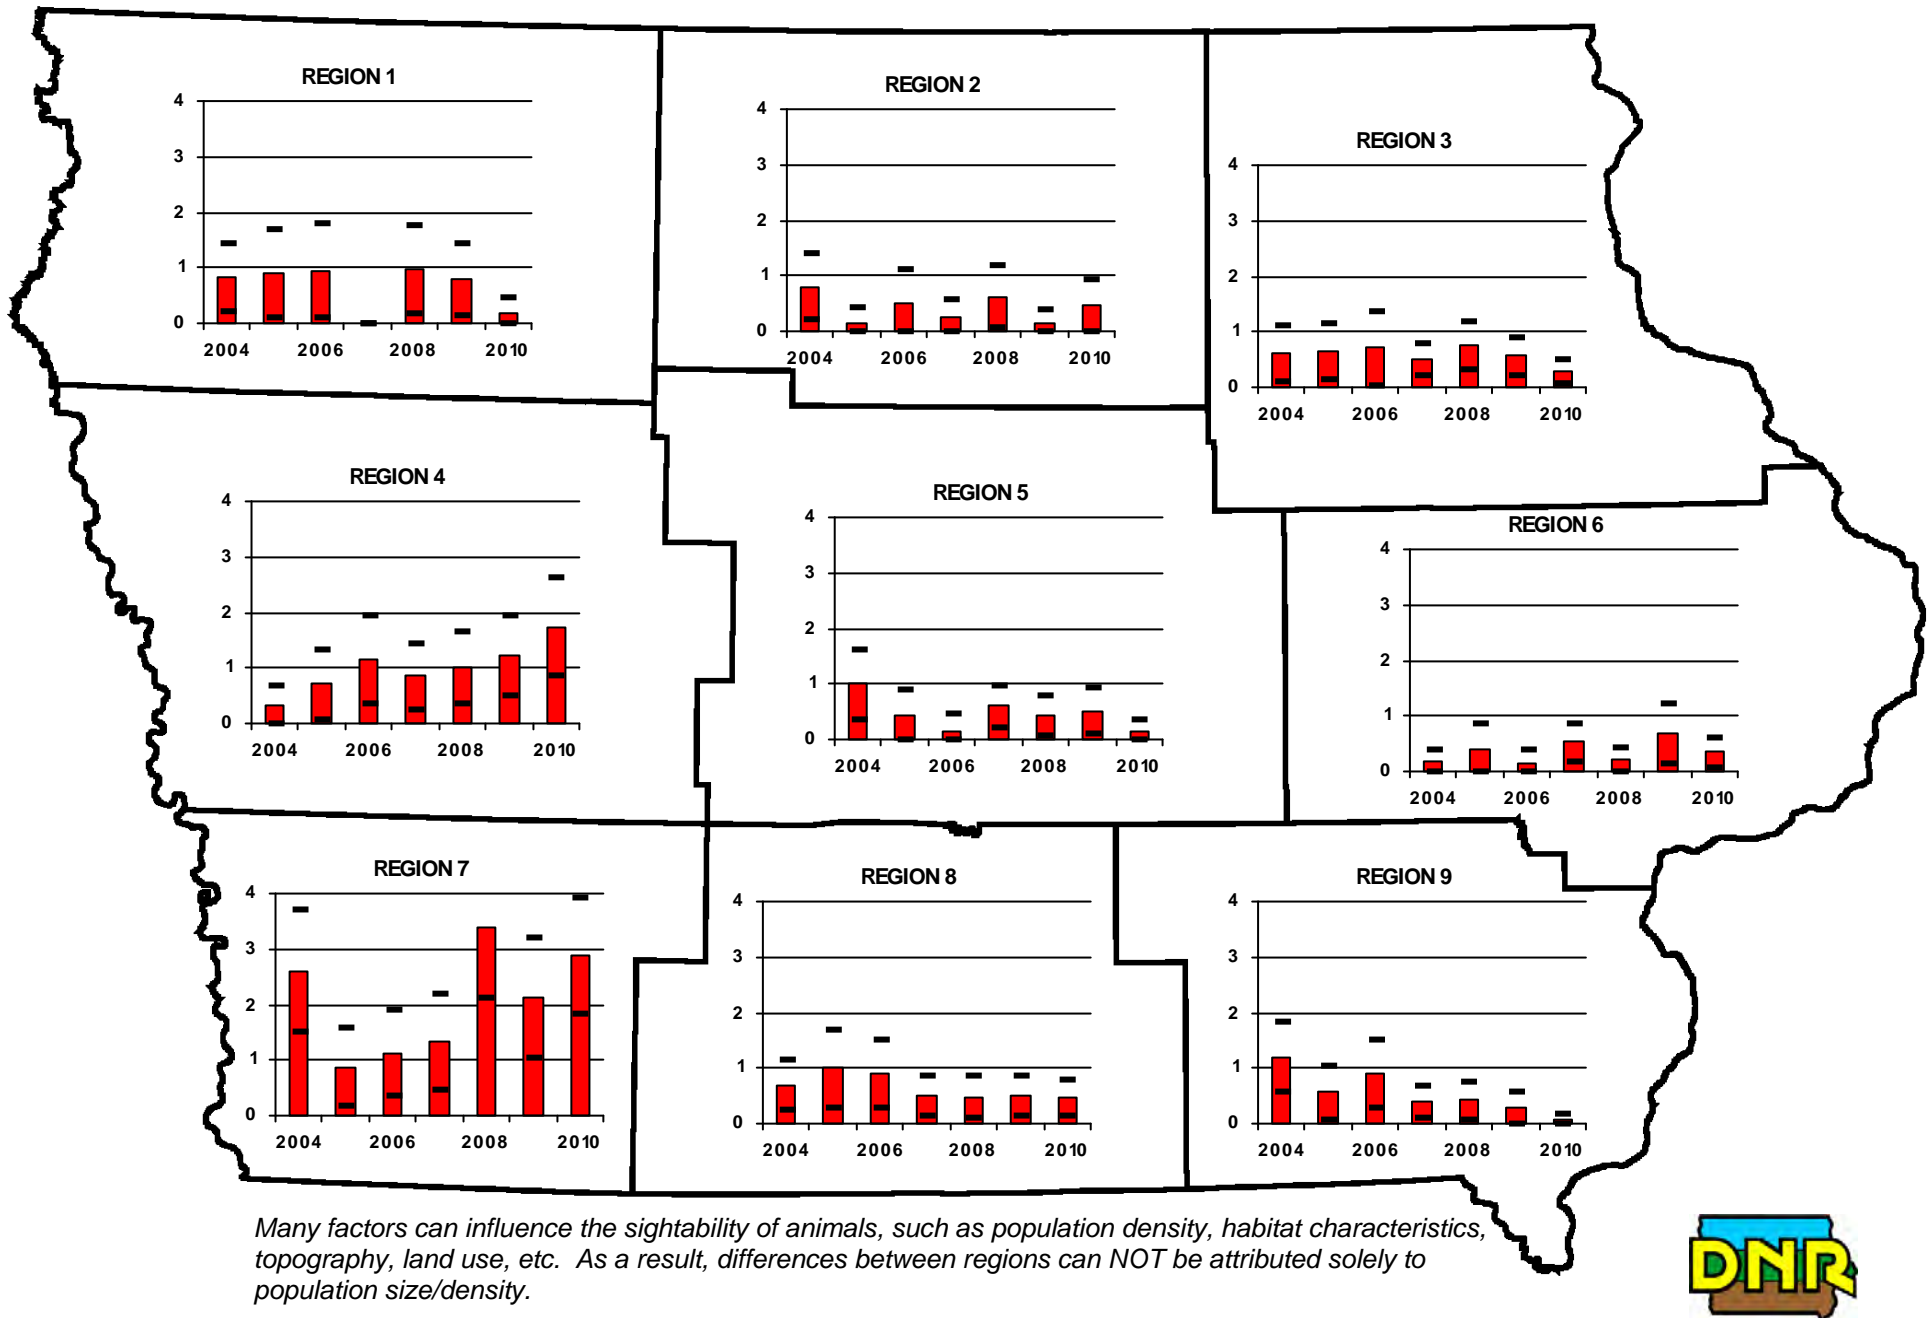 REGION 1
4
3
2
1
0
2004 2006 2008 2010
REGION 2
4
3
2
1
0
2004 2006 2008 2010
REGION 3
4
3
2
1
0
2004 2006 2008 2010
REGION 4
4
3
2
1
0
2004 2006 2008 2010
REGION 5
4
3
2
1
0
2004 2006 2008 2010
REGION 6
4
3
2
1
0
2004 2006 2008 2010
REGION 7
4
3
2
1
0
2004 2006 2008 2010
REGION 8
4
3
2
1
0
2004 2006 2008 2010
REGION 9
4
3
2
1
0
2004 2006 2008 2010
Many factors can influence the sightability of animals, such as population density, habitat characteristics,
topography, land use, etc.  As a result, differences between regions can NOT be attributed solely to
population size/density.
DNR